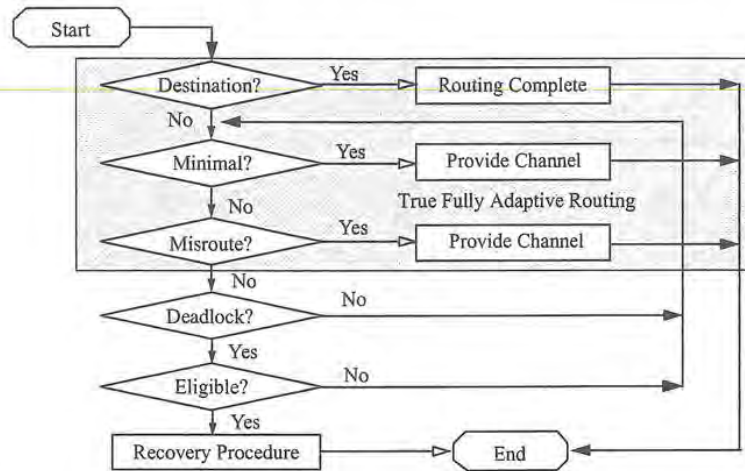 Start
Destination?
Yes
Routing Complete
No
Minimal?
Yes
Provide Channel
No
True Fully Adaptive Routing
Misroute?
Yes
Provide Channel
No
Deadlock?
No
Yes
Eligible?
No
Yes
Recovery Procedure
End